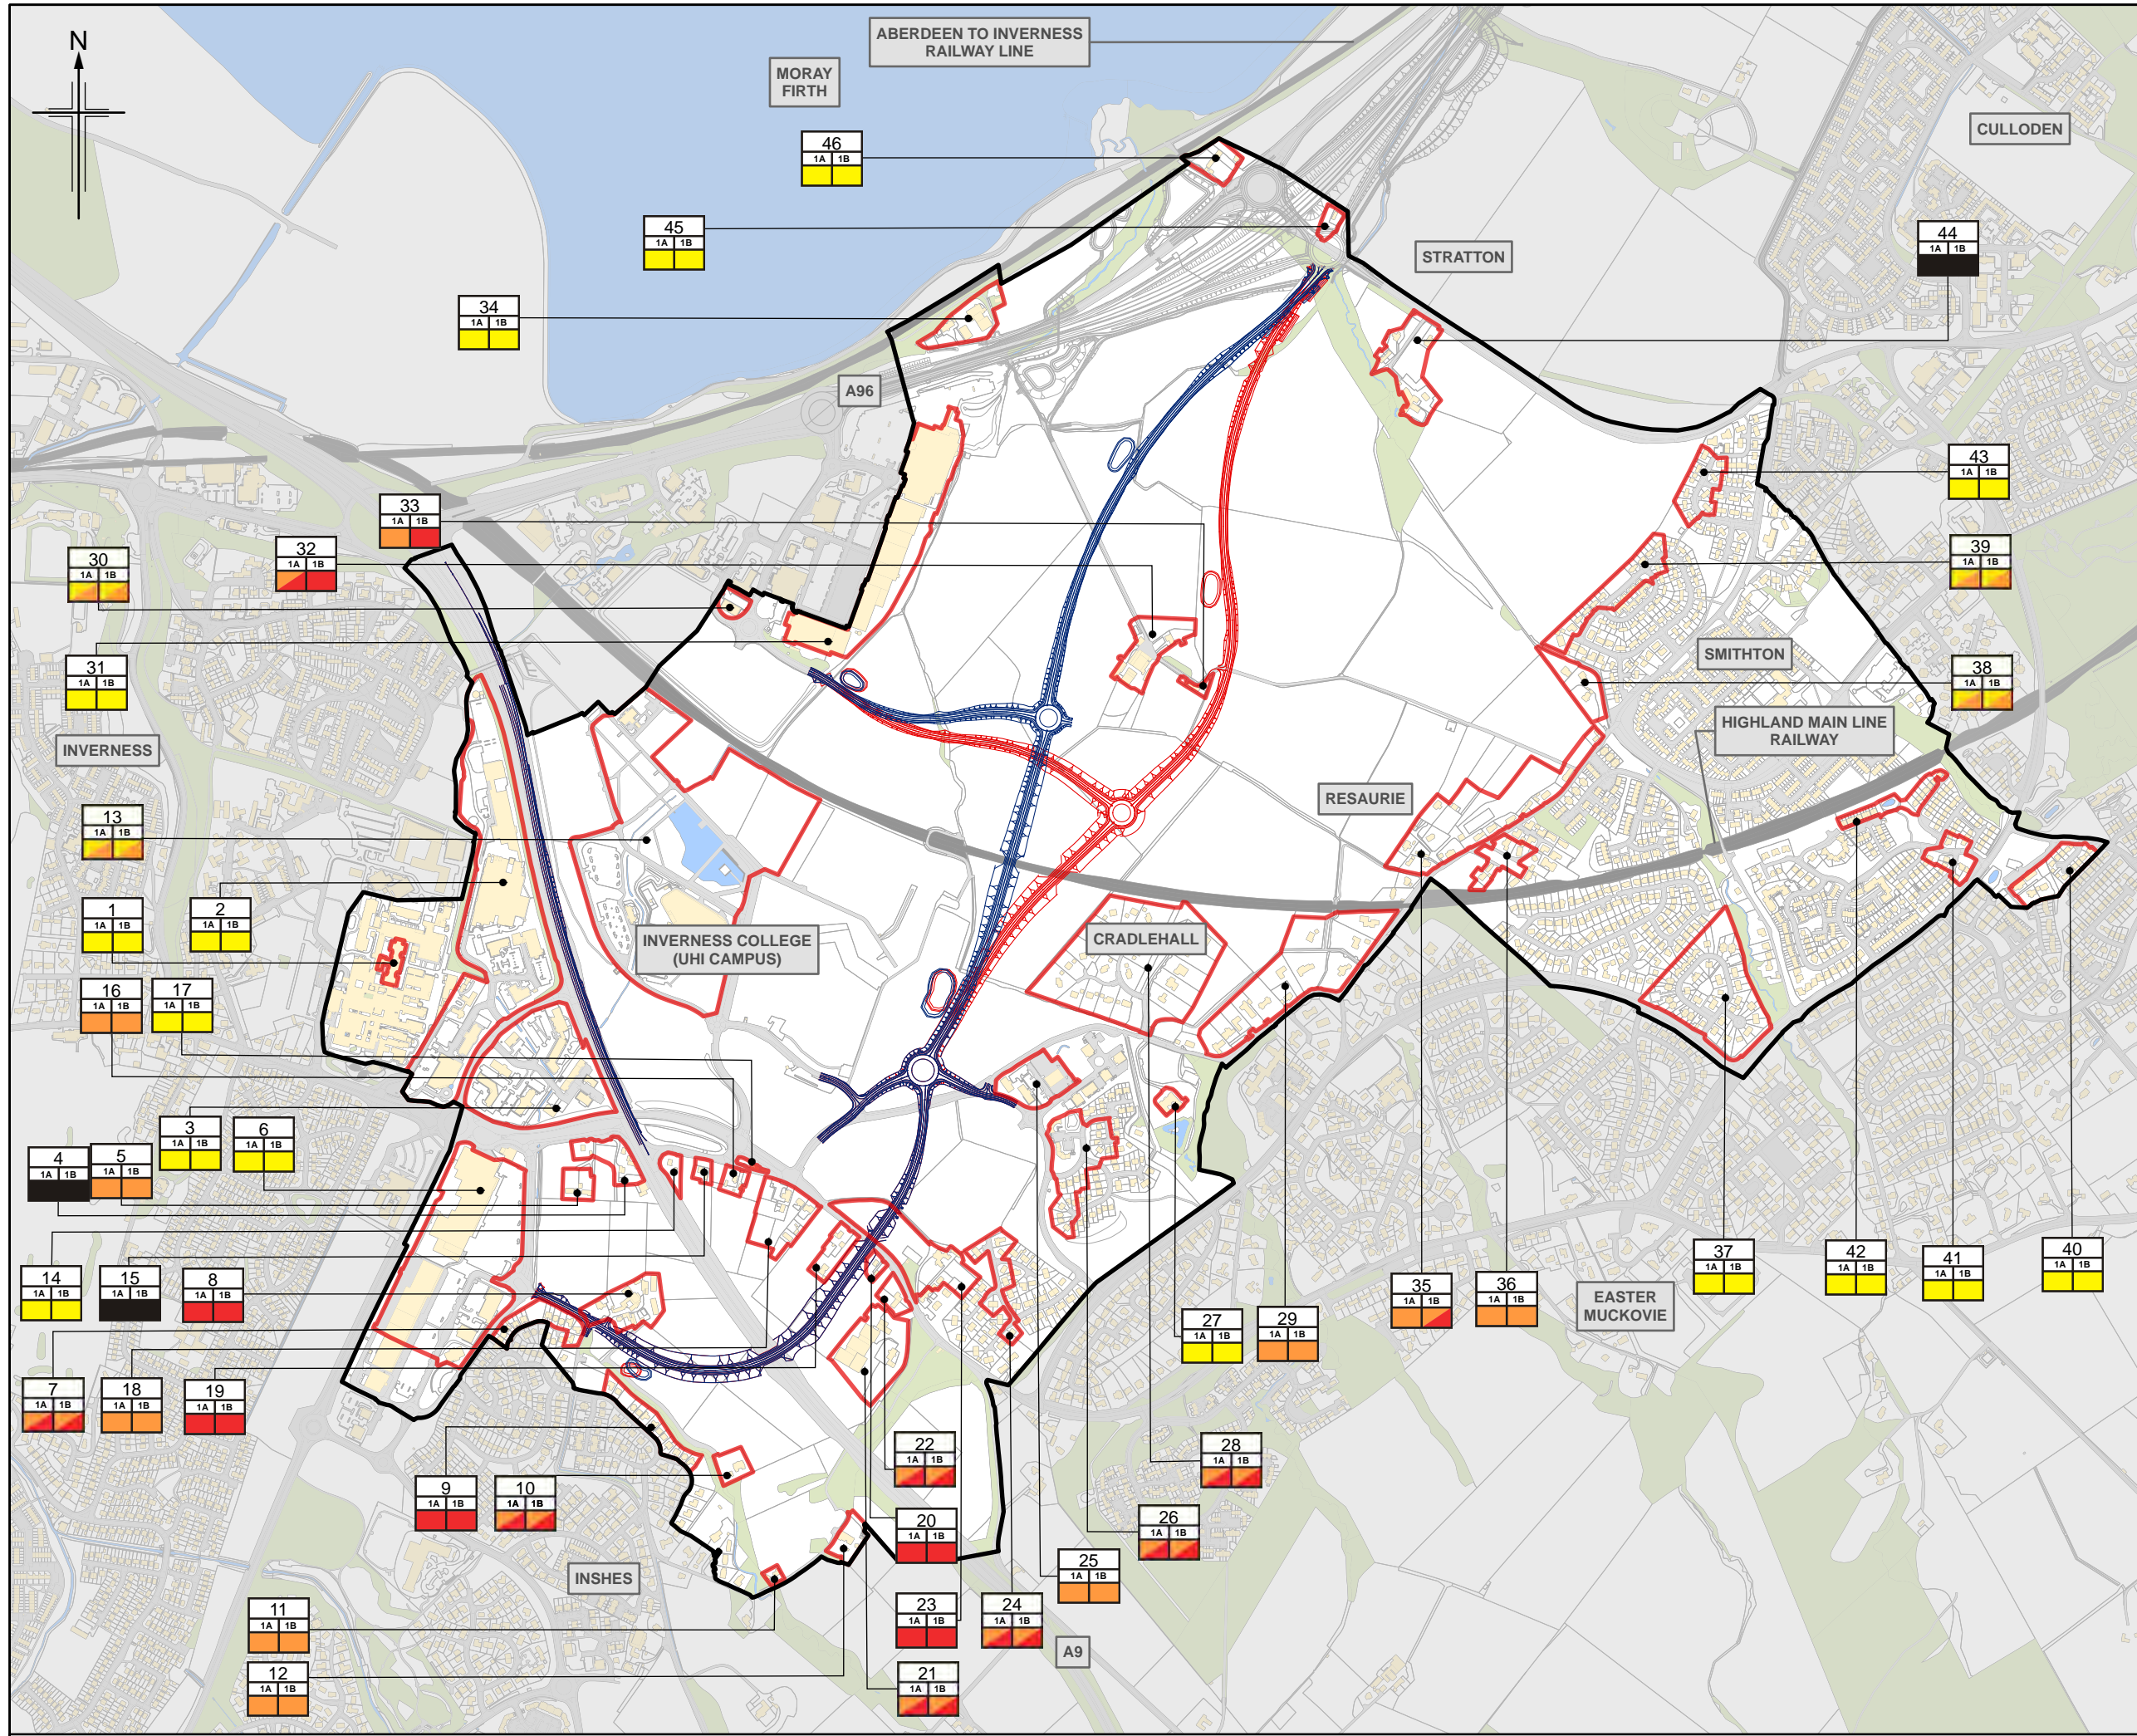 N
ABERDEEN TO INVERNESS
RAILWAY LINE
MORAY
FIRTH
CULLODEN
46
1A 1B
45
1A 1B
STRATTON
44
1A 1B
34
1A 1B
A96
43
1A 1B
33
1A 1B
32
1A 1B
30
1A 1B
39
1A 1B
31
1A 1B
SMITHTON
38
1A 1B
INVERNESS
HIGHLAND MAIN LINE
RAILWAY
RESAURIE
13
1A 1B
1
1A 1B
2
1A 1B
INVERNESS COLLEGE
(UHI CAMPUS)
CRADLEHALL
16
1A 1B
17
1A 1B
3
1A 1B
6
1A 1B
4
1A 1B
5
1A 1B
14
1A 1B
15
1A 1B
8
1A 1B
35
1A 1B
36
1A 1B
37
1A 1B
42
1A 1B
41
1A 1B
40
1A 1B
EASTER
MUCKOVIE
27
1A 1B
29
1A 1B
7
1A 1B
18
1A 1B
19
1A 1B
22
1A 1B
28
1A 1B
9
1A 1B
10
1A 1B
20
1A 1B
26
1A 1B
25
1A 1B
INSHES
11
1A 1B
23
1A 1B
24
1A 1B
A9
12
1A 1B
21
1A 1B